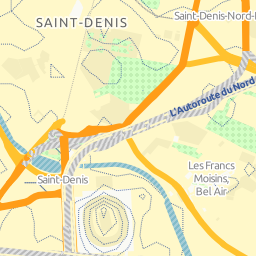 SAINT-DENIS
Saint-Denis-Nord-
L'Autoroute du Nord
Les Francs
Moisins,
Bel Air
Saint-Denis